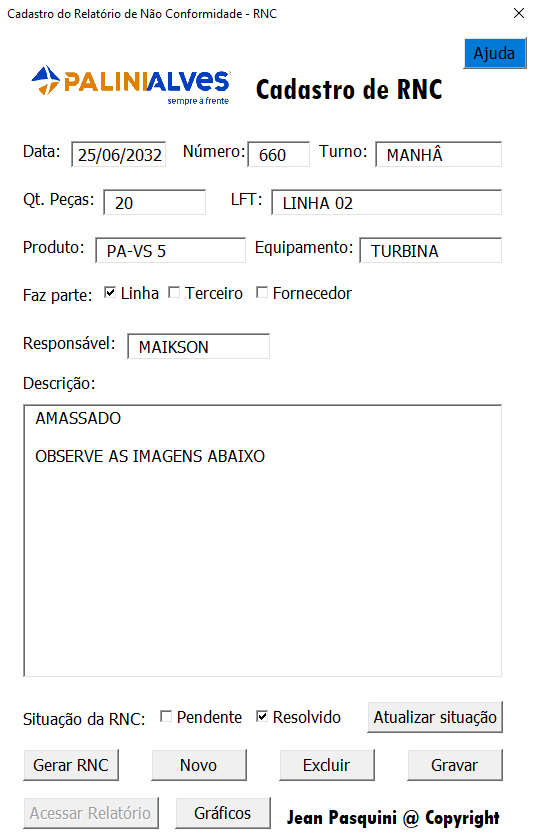 Cadastro do Relatório de Não Conformidade - RNC
Ajuda
PALINIALVES
sempre à frente
Cadastro de RNC
Data: 25/06/2032 Número: 660 Turno: MANHÂ
Qt. Peças: 20 LFT: LINHA 02
Produto: PA-VS 5 Equipamento: TURBINA
Faz parte: Linha Terceiro Fornecedor
Responsável: MAIKSON
Descrição:
AMASSADO
OBSERVE AS IMAGENS ABAIXO
Situação da RNC: Pendente Resolvido Atualizar situação
Gerar RNC Novo Excluir Gravar
Acessar Relatório Gráficos Jean Pasquini @ Copyright